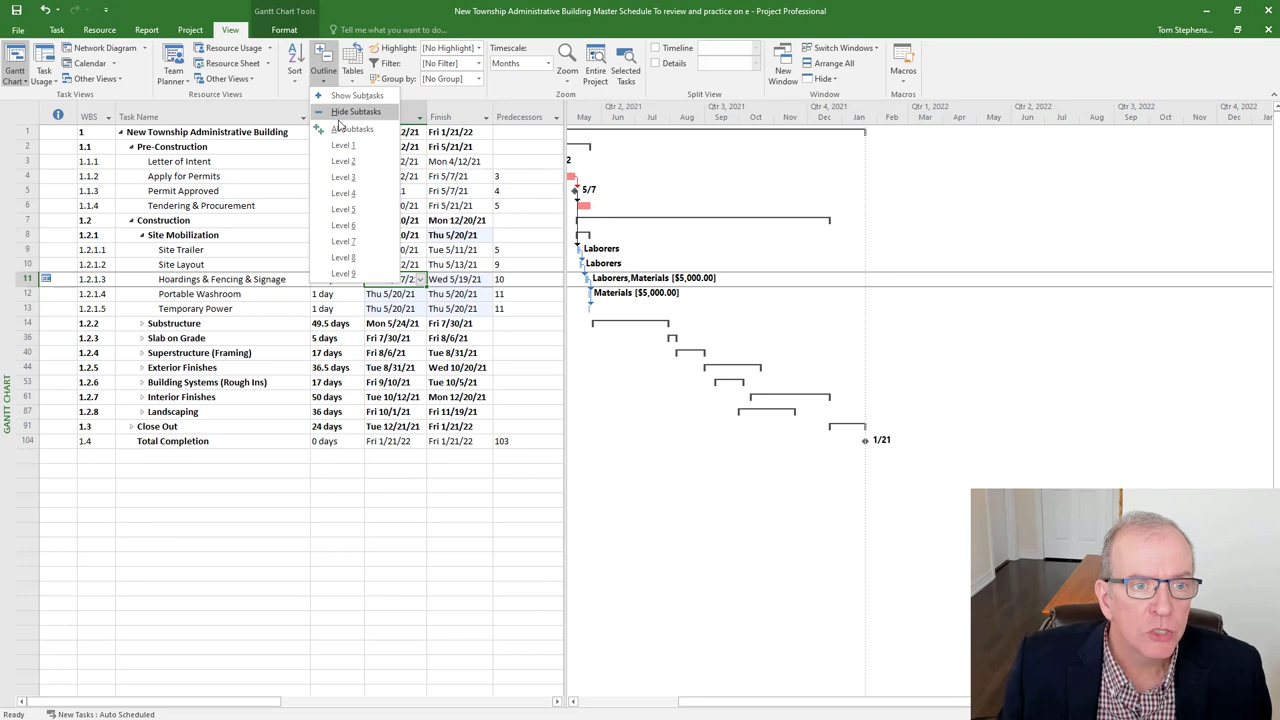 Gantt Chart Tools
New Township Administrative Building Master Schedule To review and practice on e - Project Professional
File Task Resource Report Project View Format Tell me what you want to do... Tom Stephens...
Gantt Chart
Task Usage
Network Diagram
Calendar
Other Views
Task Views
Team Planner
Resource Usage
Resource Sheet
Other Views
Resource Views
Sort
Outline
Tables
Highlight: [No Highlight]
Filter: [No Filter]
Group by: [No Group]
Timescale:
Months
Zoom
Entire Project
Selected Tasks
Zoom
Timeline
Details
Split View
New Window
Switch Windows
Arrange All
Hide
Window
Macros
Macros
Show Subtasks
Hide Subtasks
Subtasks
Level 1
Level 2
Level 3
Level 4
Level 5
Level 6
Level 7
Level 8
Level 9
WBS Task Name Finish Predecessors
Qtr 2, 2021 Qtr 3, 2021 Qtr 4, 2021 Qtr 1, 2022 Qtr 2, 2022 Qtr 3, 2022 Qtr 4, 2022
May Jun Jul Aug Sep Oct Nov Dec Jan Feb Mar Apr May Jun Jul Aug Sep Oct Nov Dec Jan
1 1 New Township Administrative Building 2/21 Fri 1/21/22
2 1.1 Pre-Construction 2/21 Fri 5/21/21
3 1.1.1 Letter of Intent 2/21 Mon 4/12/21 2
4 1.1.2 Apply for Permits 2/21 Fri 5/7/21 3
5 1.1.3 Permit Approved 21 Fri 5/7/21 4 5/7
6 1.1.4 Tendering & Procurement /21 Fri 5/21/21 5
7 1.2 Construction 0/21 Mon 12/20/21
8 1.2.1 Site Mobilization 0/21 Thu 5/20/21
9 1.2.1.1 Site Trailer 0/21 Tue 5/11/21 5 Laborers
10 1.2.1.2 Site Layout 2/21 Thu 5/13/21 9 Laborers
11 1.2.1.3 Hoardings & Fencing & Signage 7/2 Wed 5/19/21 10 Laborers,Materials [$5,000.00]
12 1.2.1.4 Portable Washroom 1 day Thu 5/20/21 Thu 5/20/21 11 Materials [$5,000.00]
13 1.2.1.5 Temporary Power 1 day Thu 5/20/21 Thu 5/20/21 11
14 1.2.2 Substructure 49.5 days Mon 5/24/21 Fri 7/30/21
36 1.2.3 Slab on Grade 5 days Fri 7/30/21 Fri 8/6/21
40 1.2.4 Superstructure (Framing) 17 days Fri 8/6/21 Tue 8/31/21
44 1.2.5 Exterior Finishes 36.5 days Tue 8/31/21 Wed 10/20/21
53 1.2.6 Building Systems (Rough Ins) 17 days Fri 9/10/21 Tue 10/5/21
61 1.2.7 Interior Finishes 50 days Tue 10/12/21 Mon 12/20/21
87 1.2.8 Landscaping 36 days Fri 10/1/21 Fri 11/19/21
91 1.3 Close Out 24 days Tue 12/21/21 Fri 1/21/22
104 1.4 Total Completion 0 days Fri 1/21/22 Fri 1/21/22 103 1/21
GANTT CHART
Ready New Tasks : Auto Scheduled